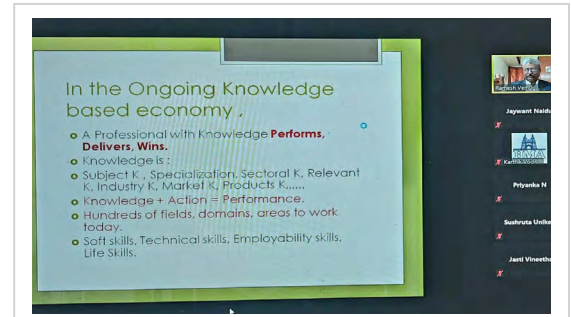 In the Ongoing Knowledge
based economy ,
A Professional with Knowledge Performs,
Delivers, Wins.
Knowledge is :
Subject K , Specialization, Sectoral K, Relevant
K, Industry K, Market K, Products K,,,,,,
Knowledge + Action = Performance.
Hundreds of fields, domains, areas to work
today.
Soft skills, Technical skills, Employability skills,
Life Skills.
Jaywant Naidu
Priyanka N
Sushruta Unike
Jasti Vineeth